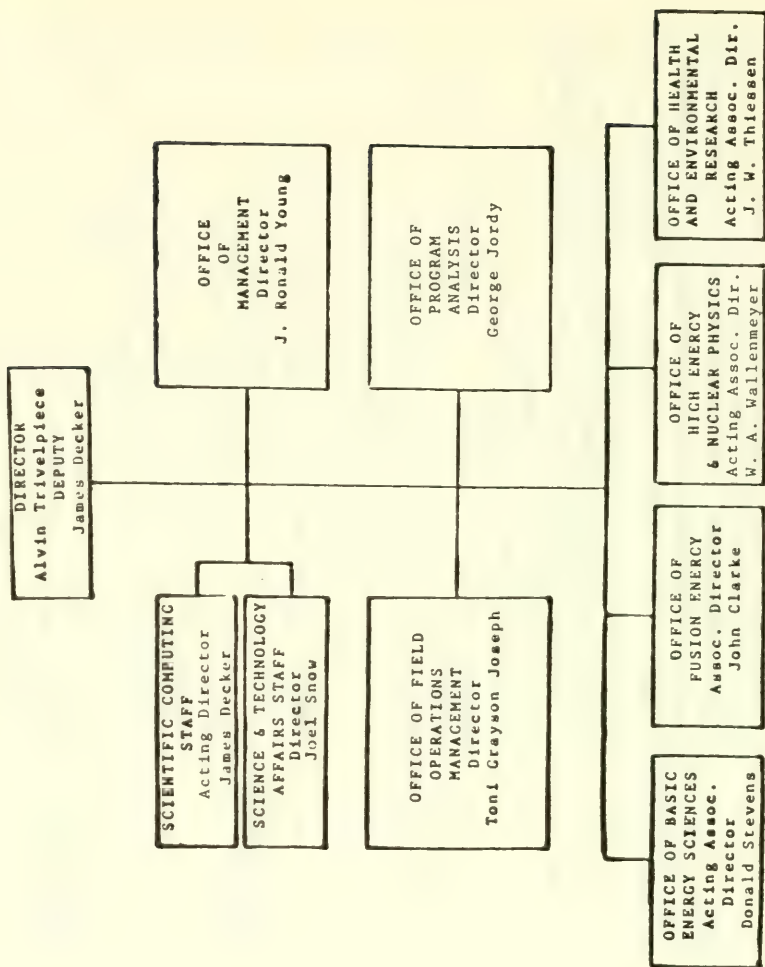 DIRECTOR
Alvin Trivelpiece
DEPUTY
James Decker
SCIENTIFIC COMPUTING
STAFF
Acting Director
James Decker
SCIENCE & TECHNOLOGY
AFFAIRS STAFF
Director
Joel Snow
OFFICE
OF
MANAGEMENT
Director
J. Ronald Young
OFFICE OF FIELD
OPERATIONS
MANAGEMENT
Director
Toni Grayson Joseph
OFFICE OF
PROGRAM
ANALYSIS
Director
George Jordy
OFFICE OF BASIC
ENERGY SCIENCES
Acting Assoc.
Director
Donald Stevens
OFFICE OF
FUSION ENERGY
Assoc. Director
John Clarke
OFFICE OF
HIGH ENERGY
& NUCLEAR PHYSICS
Acting Assoc. Dir.
W. A. Wallenmeyer
OFFICE OF HEALTH
AND ENVIRONMENTAL
RESEARCH
Acting Assoc. Dir.
J. W. Thiessen